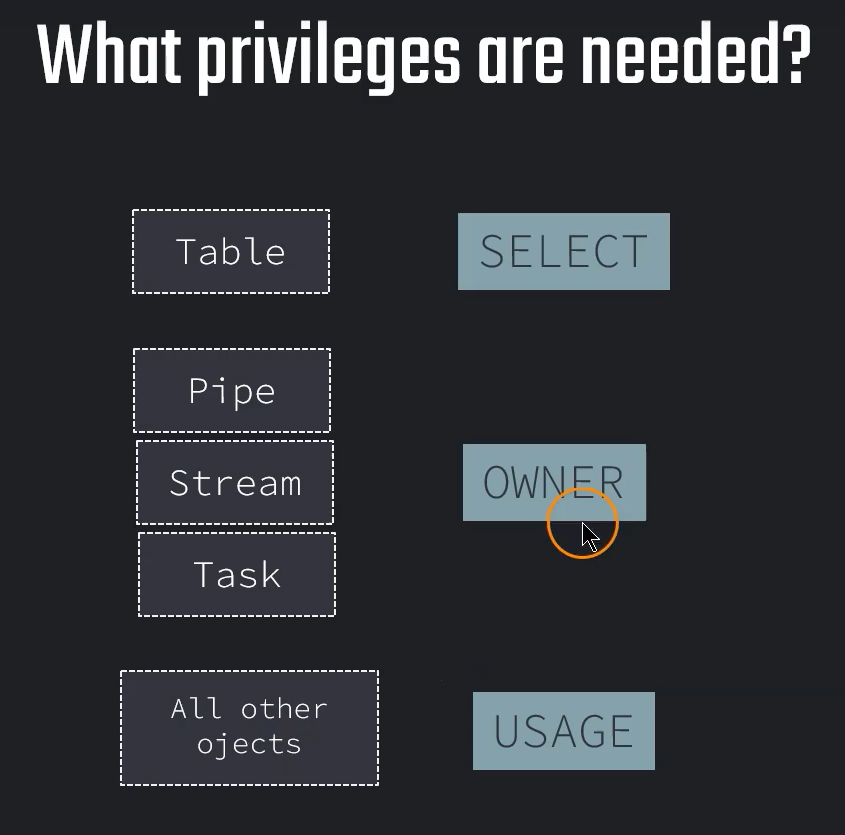 What privileges are needed?
Table
SELECT
Pipe
Stream
OWNER
Task
All other
ojects
USAGE